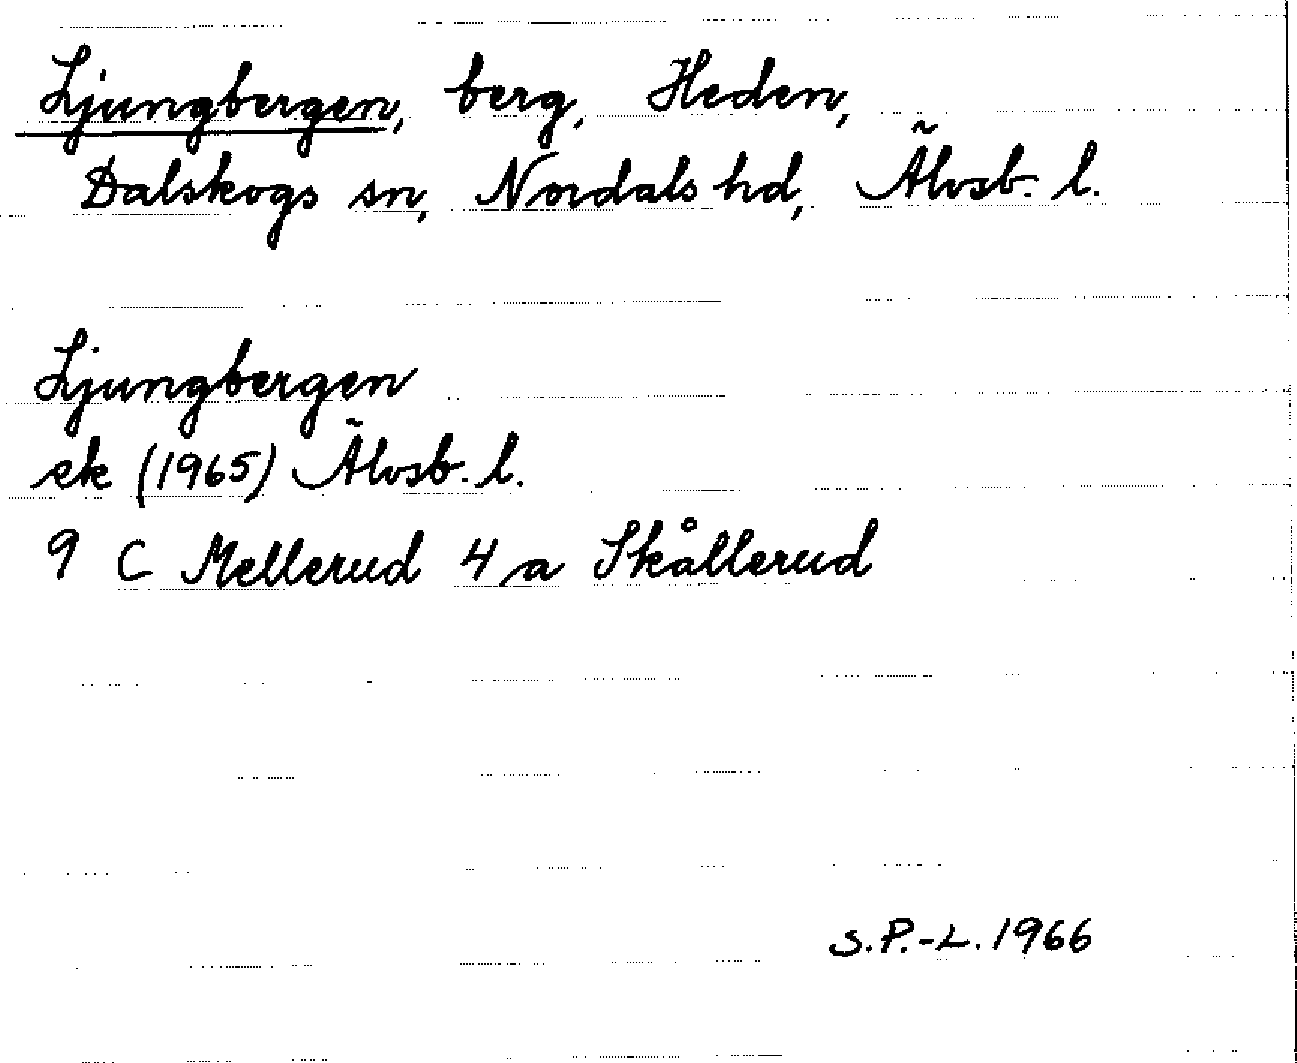 Ljungbergen, berg, Heden,
Dalskogs sn, Nordals hd, Älvsb. l.
Ljungbergen
ek (1965) Älvsb. l.
9 C Mellerud 4 a Skållerud
S.P.-L. 1966